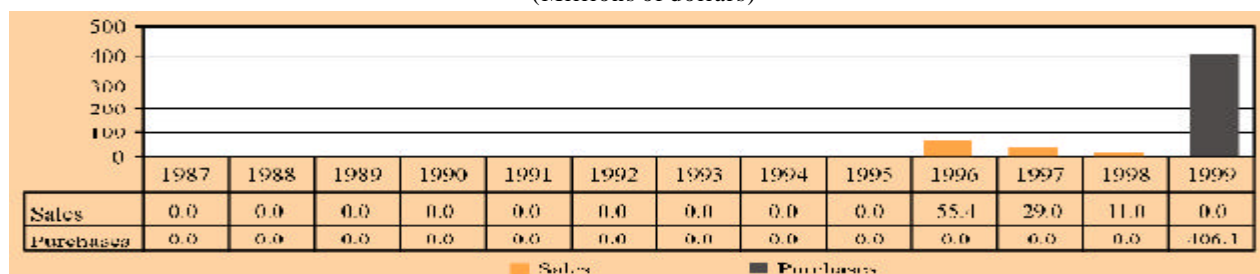 (Millions of dollars)
500
400
300
200
100
0
1987 1988 1989 1990 1991 1992 1993 1994 1995 1996 1997 1998 1999
Sales 0.0 0.0 0.0 0.0 0.0 0.0 0.0 0.0 0.0 55.4 29.0 11.0 0.0
Purchases 0.0 0.0 0.0 0.0 0.0 0.0 0.0 0.0 0.0 0.0 0.0 0.0
Sales Purchases